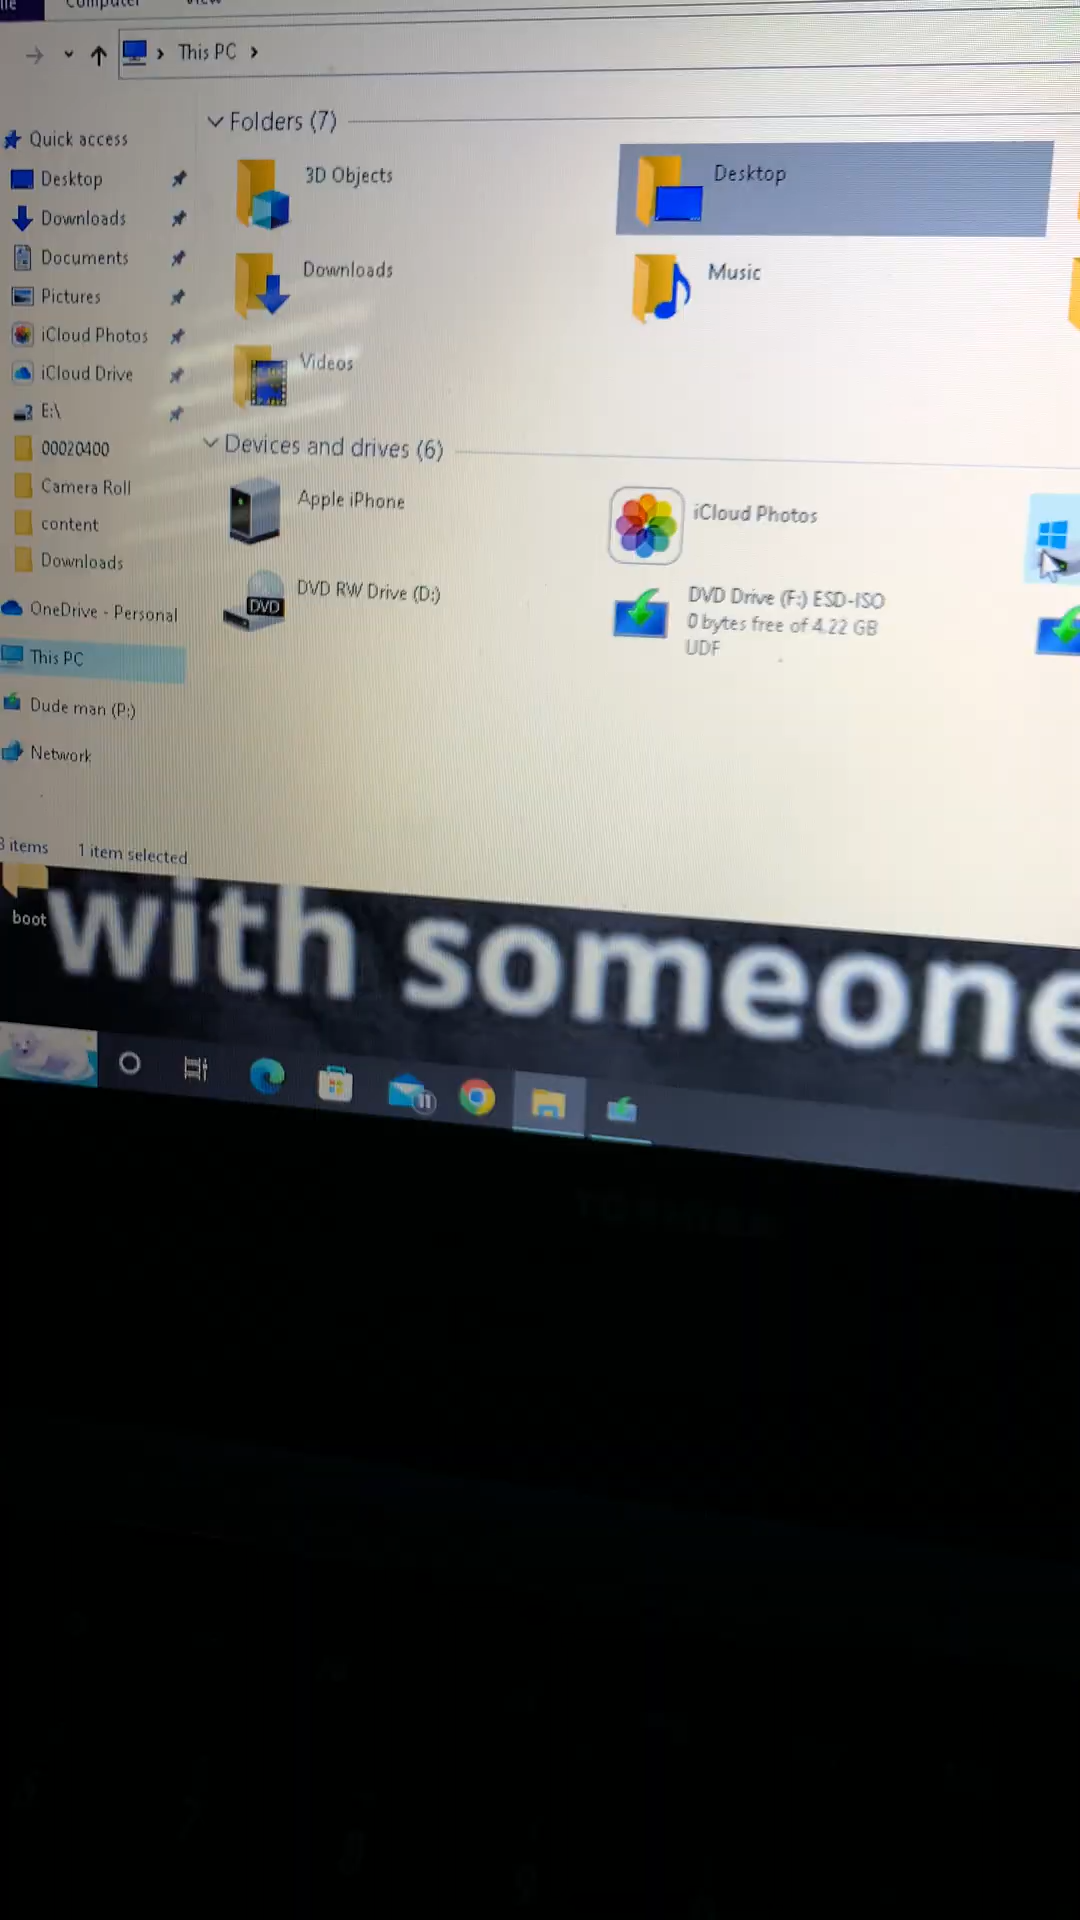 Computer
View
This PC
Folders (7)
Quick access
Desktop
Downloads
Documents
Pictures
iCloud Photos
iCloud Drive
E:\
00020400
Camera Roll
content
Downloads
OneDrive - Personal
This PC
Dude man (P:)
Network
3D Objects
Desktop
Downloads
Music
Videos
Devices and drives (6)
Apple iPhone
iCloud Photos
DVD RW Drive (D:)
DVD
DVD Drive (F:) ESD-ISO
0 bytes free of 4.22 GB
UDF
items
1 item selected
boot
with someone